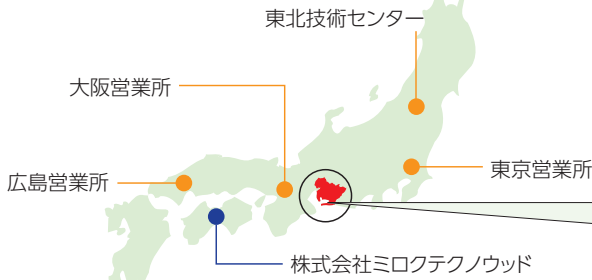 東北技術センター
大阪営業所
広島営業所
東京営業所
株式会社ミロクテクノウッド